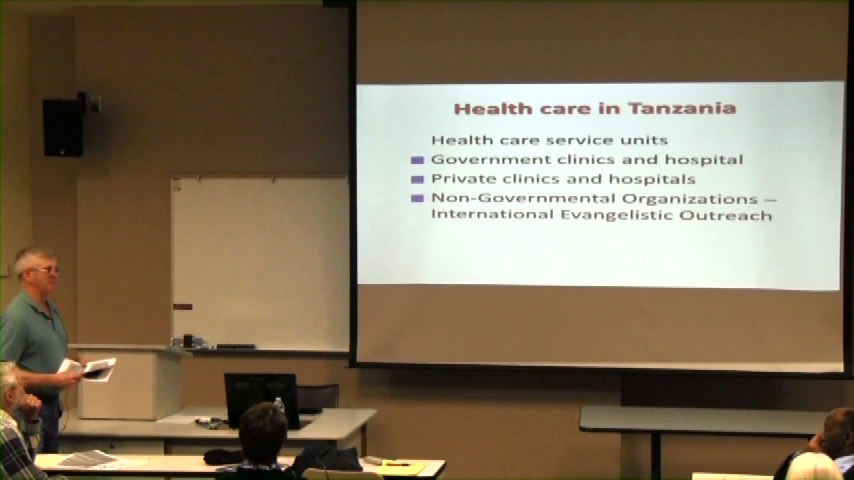 Health care in Tanzania
Health care service units
Government clinics and hospital
Private clinics and hospitals
Non-Governmental Organizations –
International Evangelistic Outreach